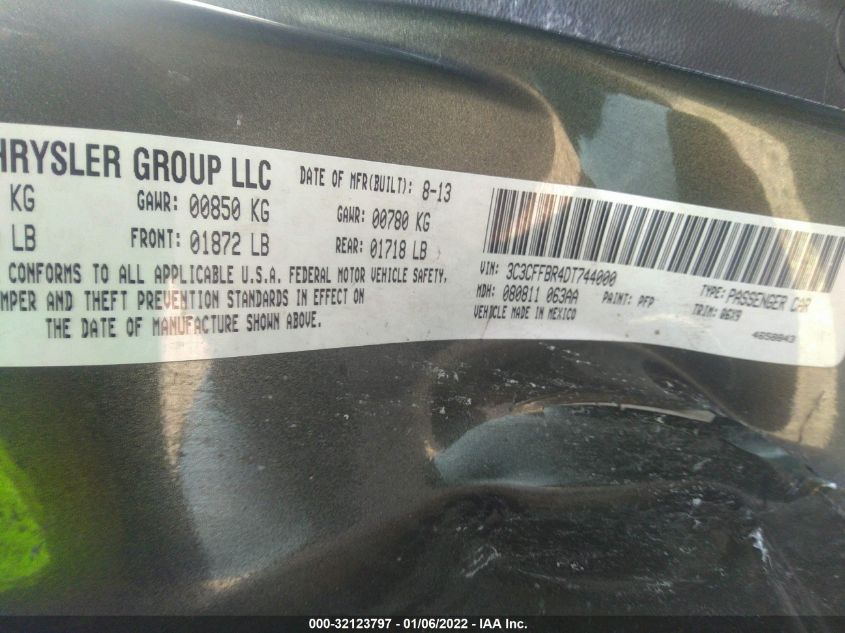 HRYSLER GROUP LLC
DATE OF MFR(BUILT): 8-13
KG GAWR: 00850 KG GAWR: 00780 KG
LB FRONT: 01872 LB REAR: 01718 LB
CONFORMS TO ALL APPLICABLE U.S.A. FEDERAL MOTOR VEHICLE SAFETY,
MPER AND THEFT PREVENTION STANDARDS IN EFFECT ON
THE DATE OF MANUFACTURE SHOWN ABOVE.
VIN: 3C3CFFBR4DT744000 TYPE: PASSENGER CAR
MDH: 080811 063AA PAINT: PFP TRIM: 06X9
VEHICLE MADE IN MEXICO 4658843
000-32123797 - 01/06/2022 - IAA Inc.